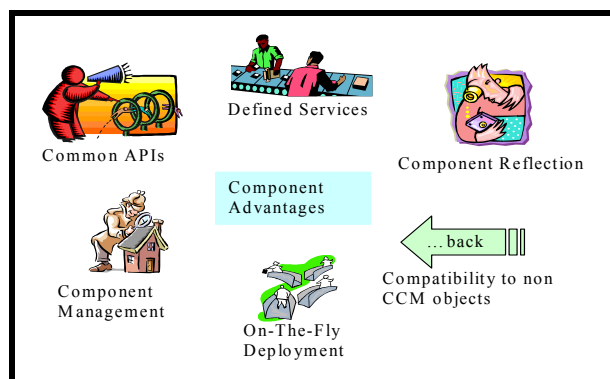 Defined Services
Common APIs
Component Reflection
Component
Advantages
...back
Component
Management
Compatibility to non
CCM objects
On-The-Fly
Deployment